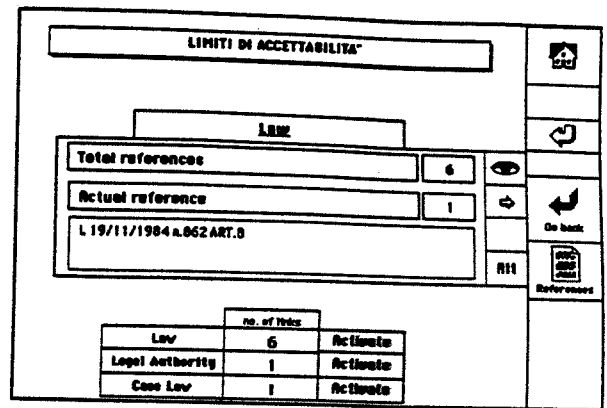 LIMITI DI ACCETTABILITA'
Law
Total references 6
Actual reference 1
L 19/11/1984 n.862 ART.8
All
Go back
References
no. of links
Law 6 Activate
Legal Authority 1 Activate
Case Law 1 Activate